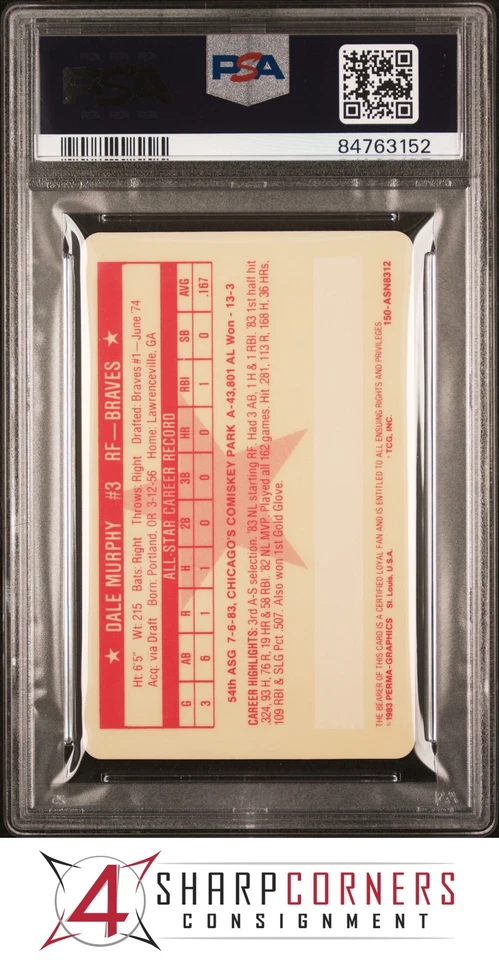 PSA
84763152
★ DALE MURPHY #3 RF—BRAVES ★
Ht: 6'5" Wt: 215 Bats: Right Throws: Right Drafted: Braves #1—June '74
Acq: via Draft Born: Portland, OR 3-12-56 Home: Lawrenceville, GA
ALL-STAR CAREER RECORD
G AB R H 2B 3B HR RBI SB AVG
3 6 1 1 0 0 0 1 0 .167
54th ASG 7-6-83, CHICAGO'S COMISKEY PARK A-43,801 AL Won - 13-3
CAREER HIGHLIGHTS: 3rd A-S selection. '83 NL starting RF. Had 3 AB, 1 H & 1 RBI. '83 1st half hit
.324, 93 H, 76 R, 19 HR & 58 RBI. '82 NL MVP. Played all 162 games. Hit .281, 113 R, 168 H, 36 HRs,
109 RBI & SLG Pct .507. Also won 1st Gold Glove.
THE BEARER OF THIS CARD IS A CERTIFIED LOYAL FAN AND IS ENTITLED TO ALL ENSUING RIGHTS AND PRIVILEGES
©1983 PERMA-GRAPHICS St. Louis, U.S.A. ·TCG, INC. 150-ASN8312
4 SHARPCORNERS
CONSIGNMENT